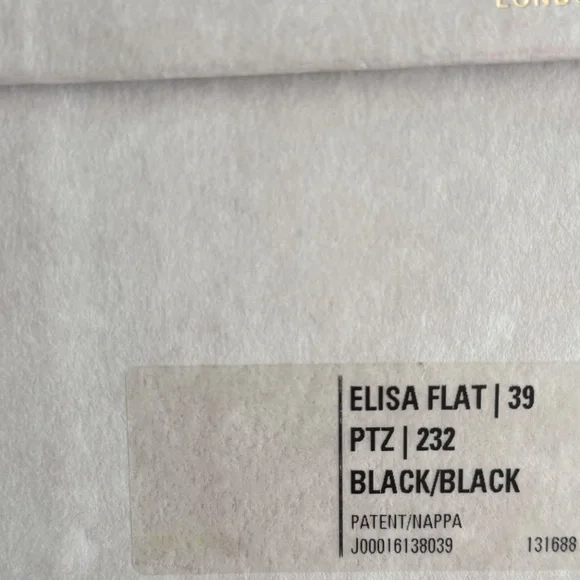 ELISA FLAT | 39
PTZ | 232
BLACK/BLACK
PATENT/NAPPA
J00016138039 131688